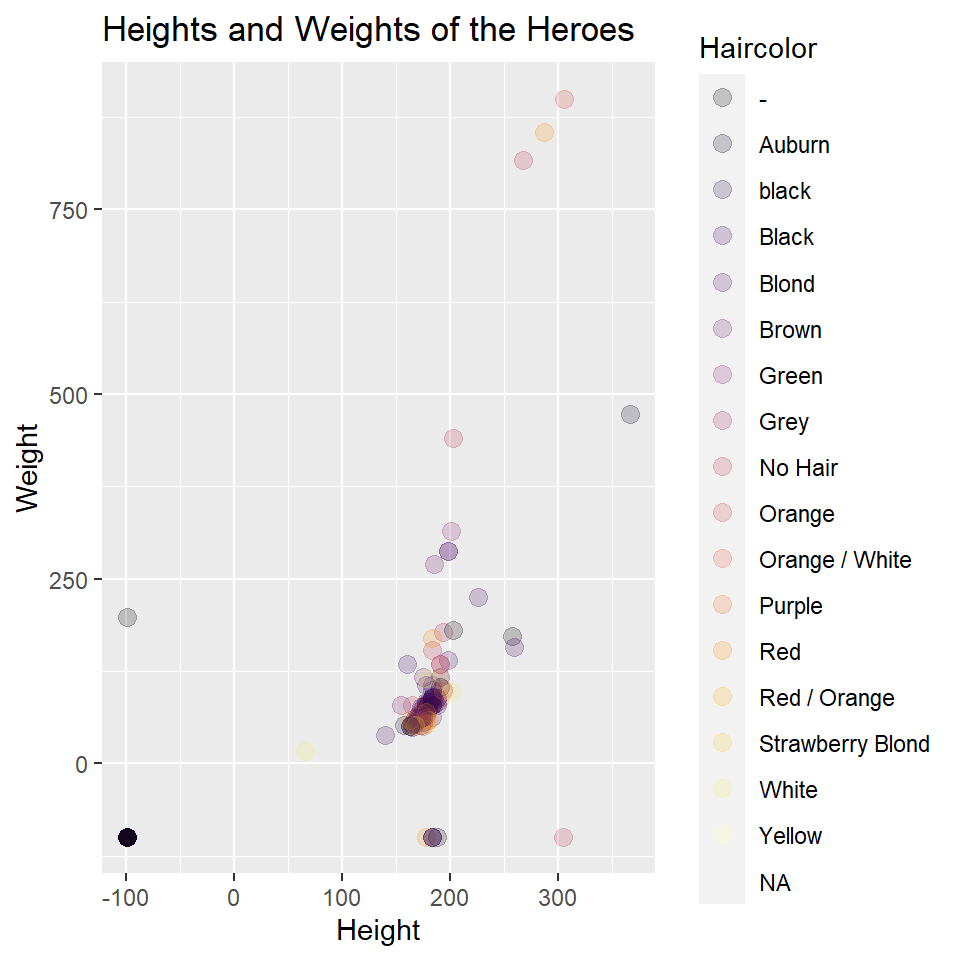 Heights and Weights of the Heroes
Haircolor
-
Auburn
black
Black
Blond
Brown
Green
Grey
No Hair
Orange
Orange / White
Purple
Red
Red / Orange
Strawberry Blond
White
Yellow
NA
Weight
750
500
250
0
-100 0 100 200 300
Height